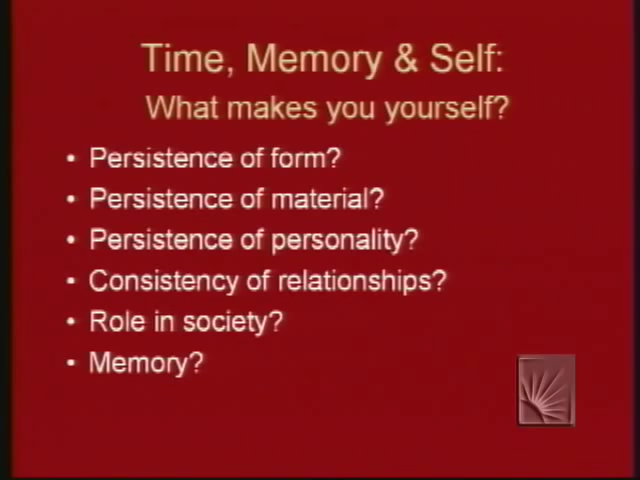 Time, Memory & Self:
What makes you yourself?
• Persistence of form?
• Persistence of material?
• Persistence of personality?
• Consistency of relationships?
• Role in society?
• Memory?